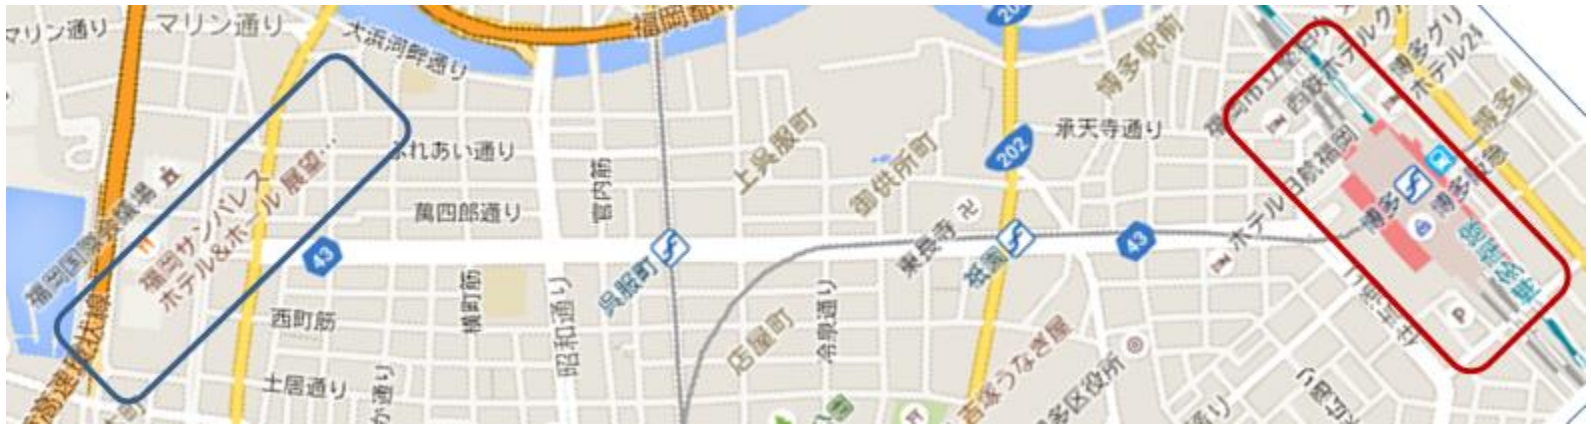 マリン通り
マリン通り
大浜河畔通り
福岡都市
202
博多駅前
西鉄ホテルク
博多グリ
ホテル24
ふれあい通り
上呉服町
御供所町
202
承天寺通り
ホテル日航福岡
博多
博多阪急
福岡国際会議場
福岡サンパレス
ホテル&ホール 展望…
萬四郎通り
官内筋
43
呉服町
東長寺
祇園
43
西町筋
横町筋
昭和通り
店屋町
冷泉通り
吉塚うなぎ屋
博多区役所
P
土居通り